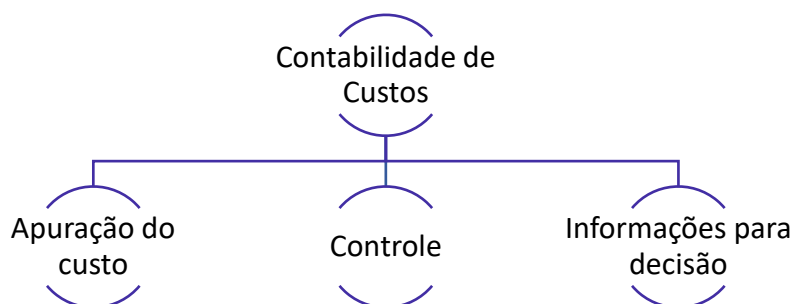 Contabilidade de
Custos
Apuração do
custo
Controle
Informações para
decisão